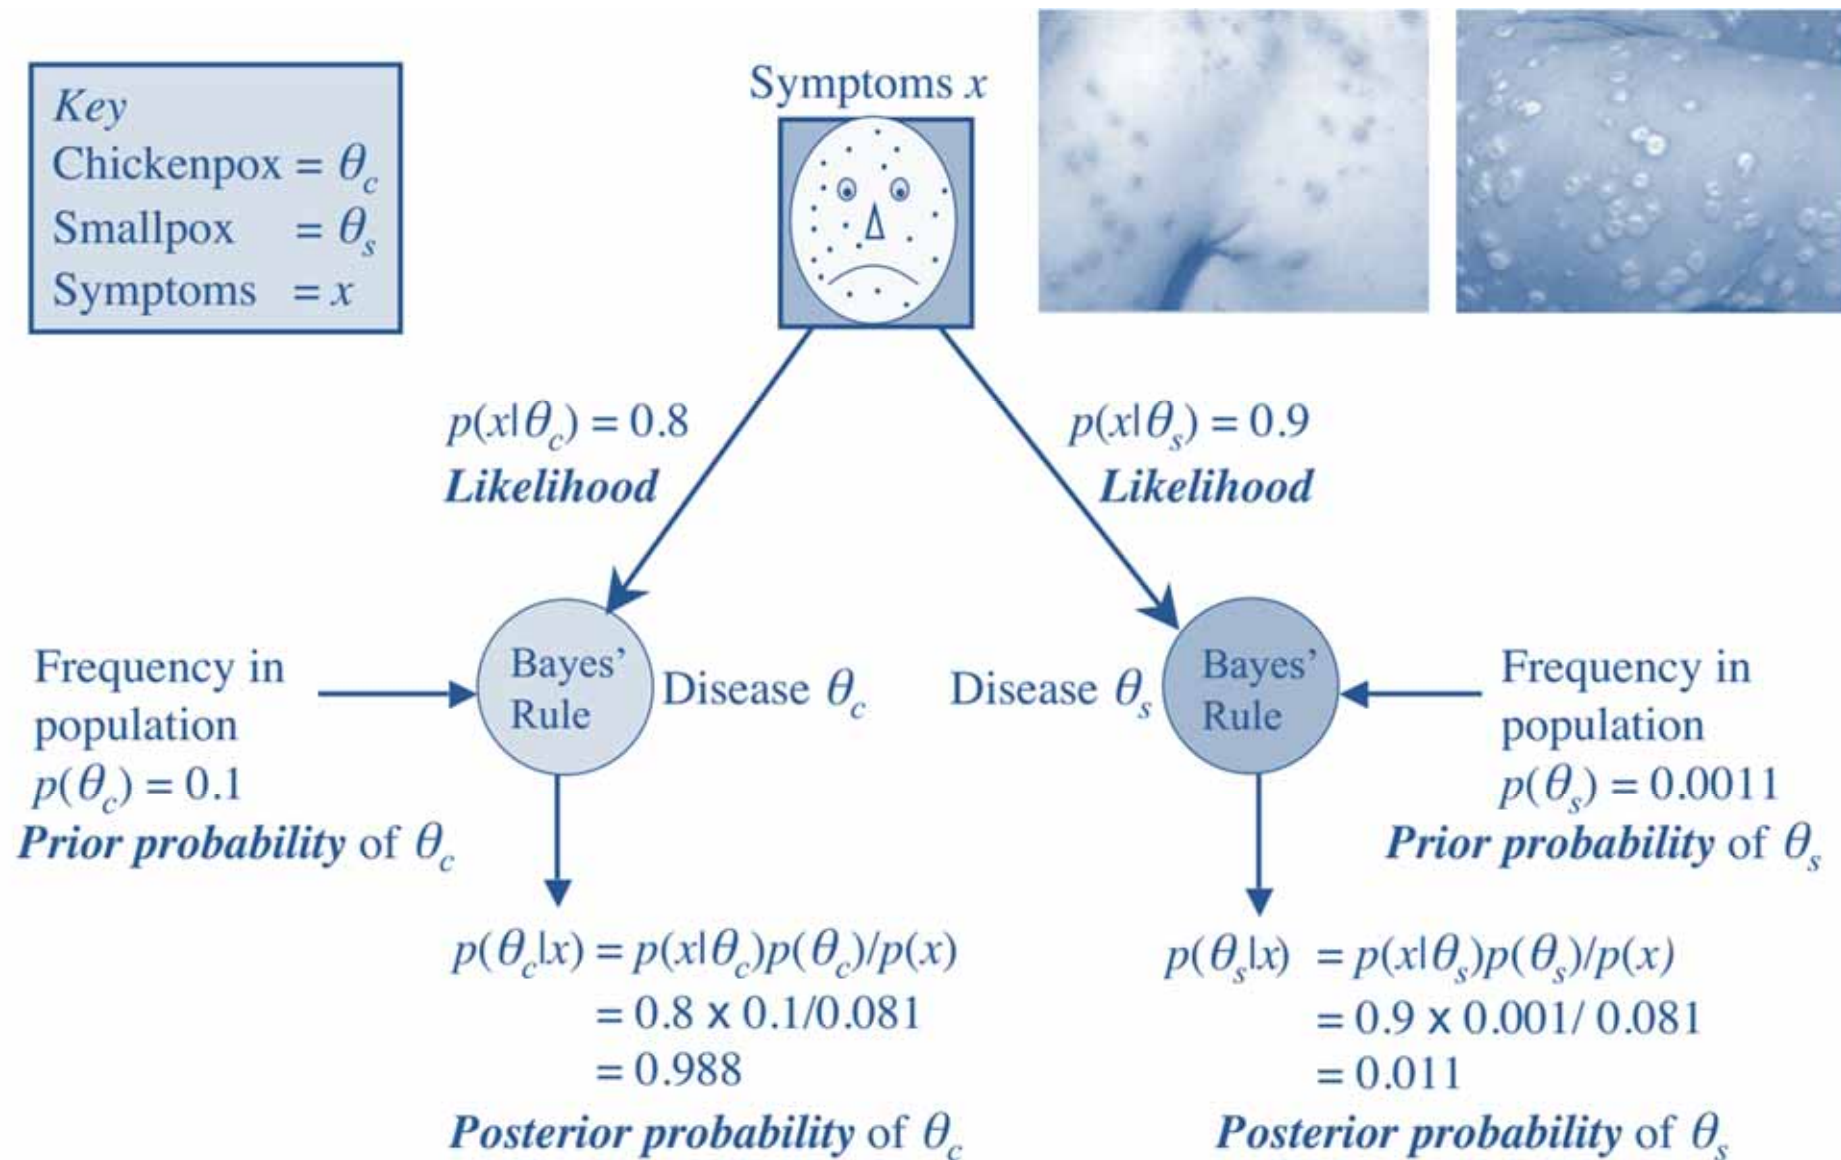 Key
Chickenpox = θc
Smallpox = θs
Symptoms = x
Symptoms x
p(x|θc) = 0.8
Likelihood
p(x|θs) = 0.9
Likelihood
Frequency in
population
p(θc) = 0.1
Prior probability of θc
Bayes’
Rule
Disease θc
Disease θs
Bayes’
Rule
Frequency in
population
p(θs) = 0.0011
Prior probability of θs
p(θc|x) = p(x|θc)p(θc)/p(x)
= 0.8 x 0.1/0.081
= 0.988
Posterior probability of θc
p(θs|x) = p(x|θs)p(θs)/p(x)
= 0.9 x 0.001/ 0.081
= 0.011
Posterior probability of θs